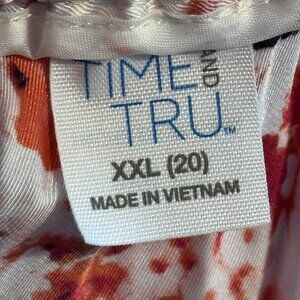 TIME
AND
TRU™
XXL (20)
MADE IN VIETNAM